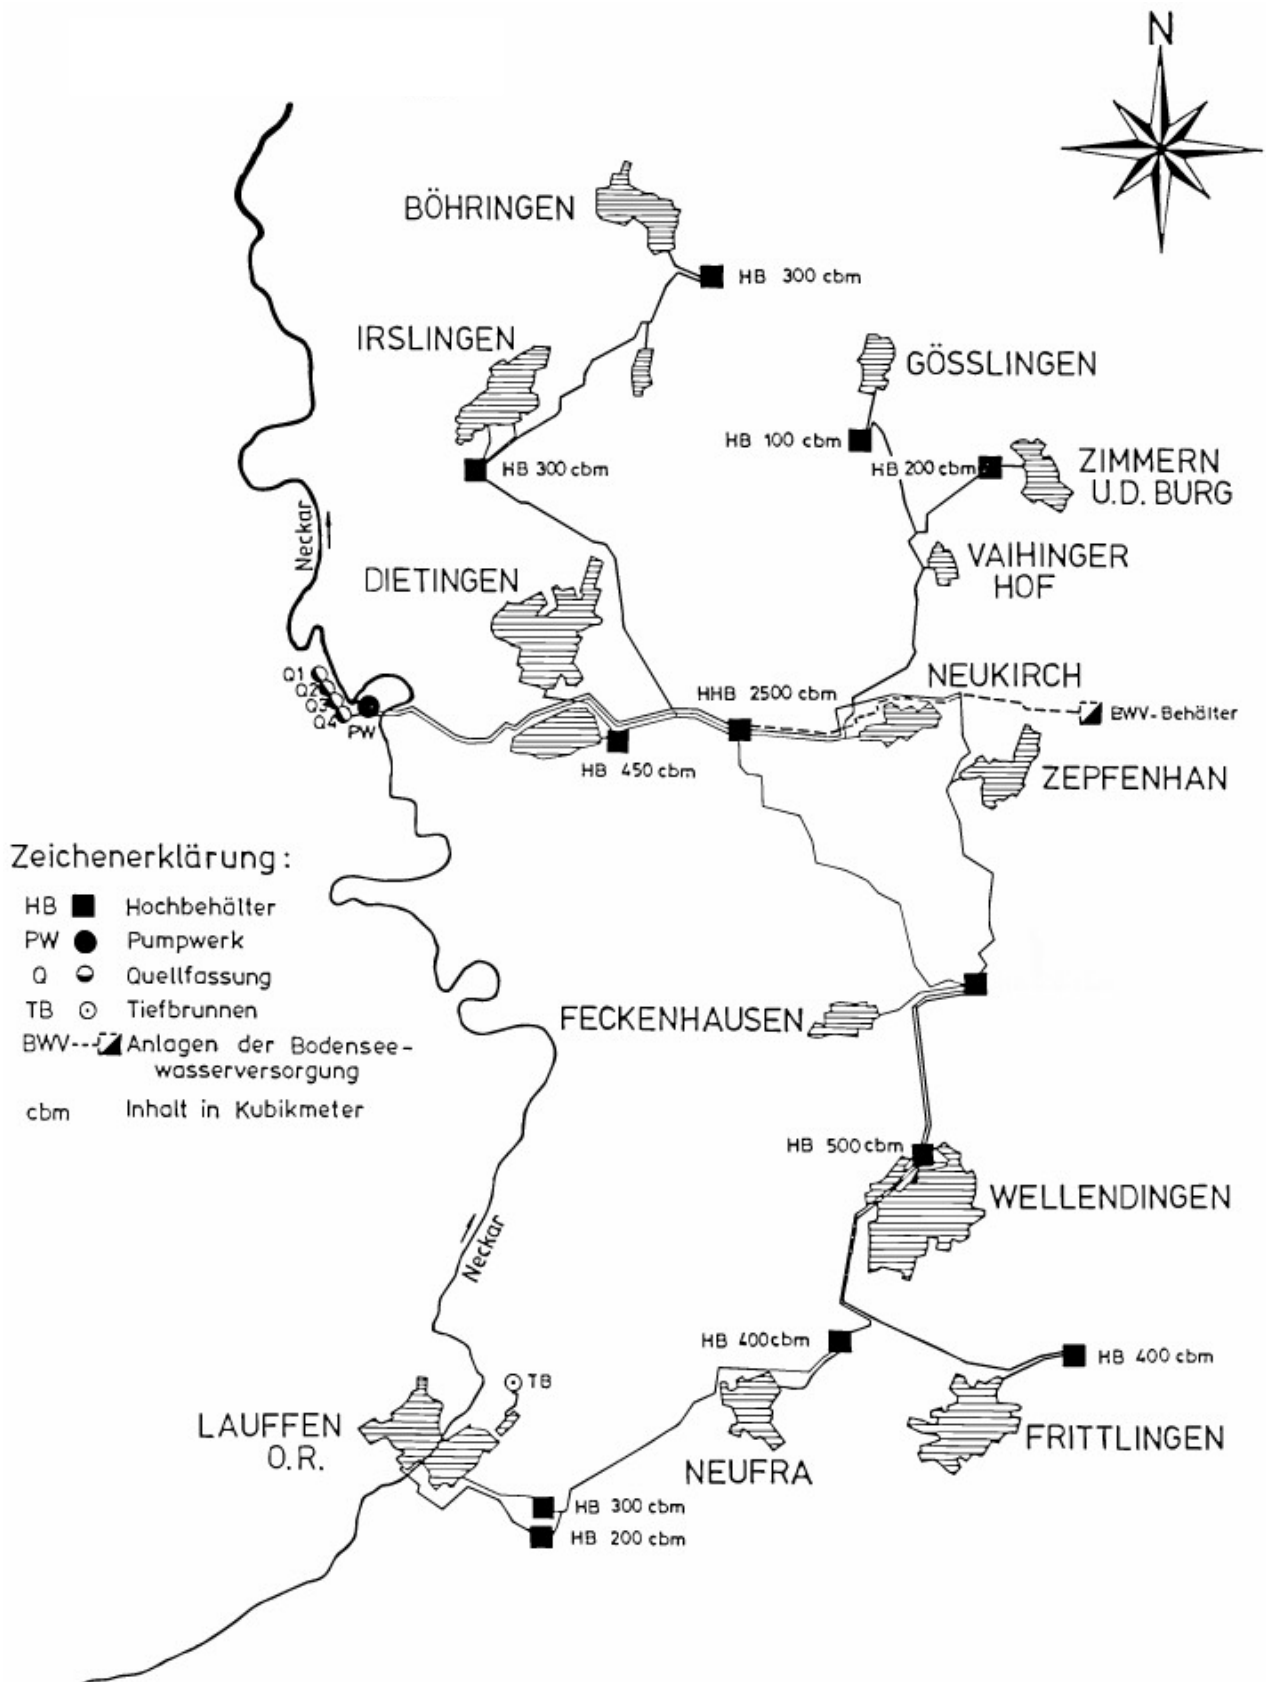 N
BÖHRINGEN
HB 300 cbm
IRSLINGEN
GÖSSLINGEN
HB 100 cbm
HB 200 cbm
ZIMMERN
U.D. BURG
HB 300 cbm
Neckar
DIETINGEN
VAIHINGER
HOF
Q1
Q2
Q3
Q4
PW
HHB 2500 cbm
NEUKIRCH
BWV-Behälter
HB 450 cbm
ZEPFENHAN
Zeichenerklärung:
HB Hochbehälter
PW Pumpwerk
Q Quellfassung
TB Tiefbrunnen
BWV Anlagen der Bodensee-
wasserversorgung
cbm Inhalt in Kubikmeter
FECKENHAUSEN
HB 500 cbm
WELLENDINGEN
Neckar
HB 400 cbm
HB 400 cbm
TB
LAUFFEN
O.R.
NEUFRA
FRITTLINGEN
HB 300 cbm
HB 200 cbm